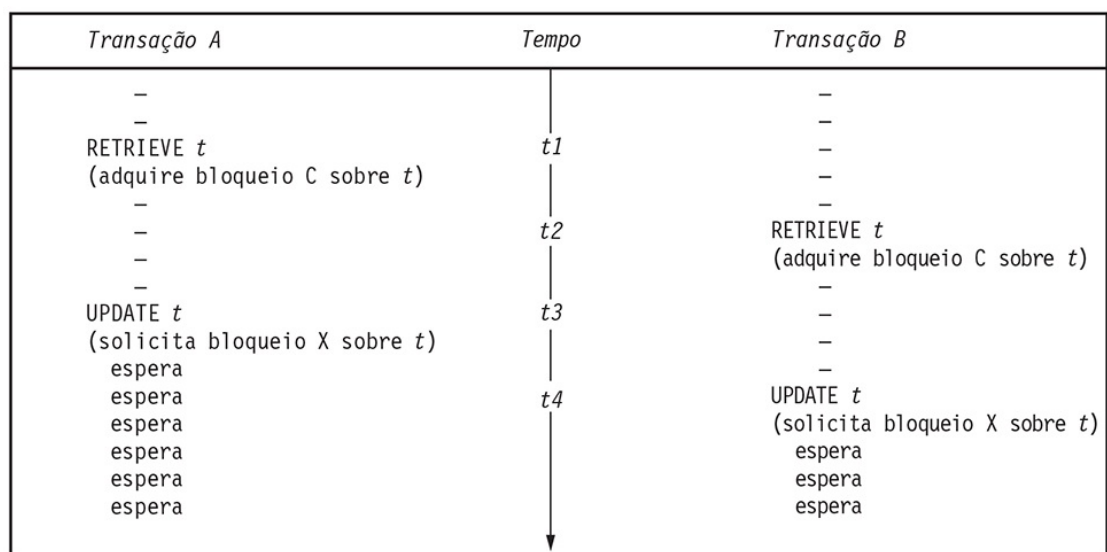 Transação A Tempo Transação B
– –
– –
RETRIEVE t t1 –
(adquire bloqueio C sobre t) –
– –
– t2 RETRIEVE t
– (adquire bloqueio C sobre t)
– –
UPDATE t t3 –
(solicita bloqueio X sobre t) –
espera –
espera t4 UPDATE t
espera (solicita bloqueio X sobre t)
espera espera
espera espera
espera espera